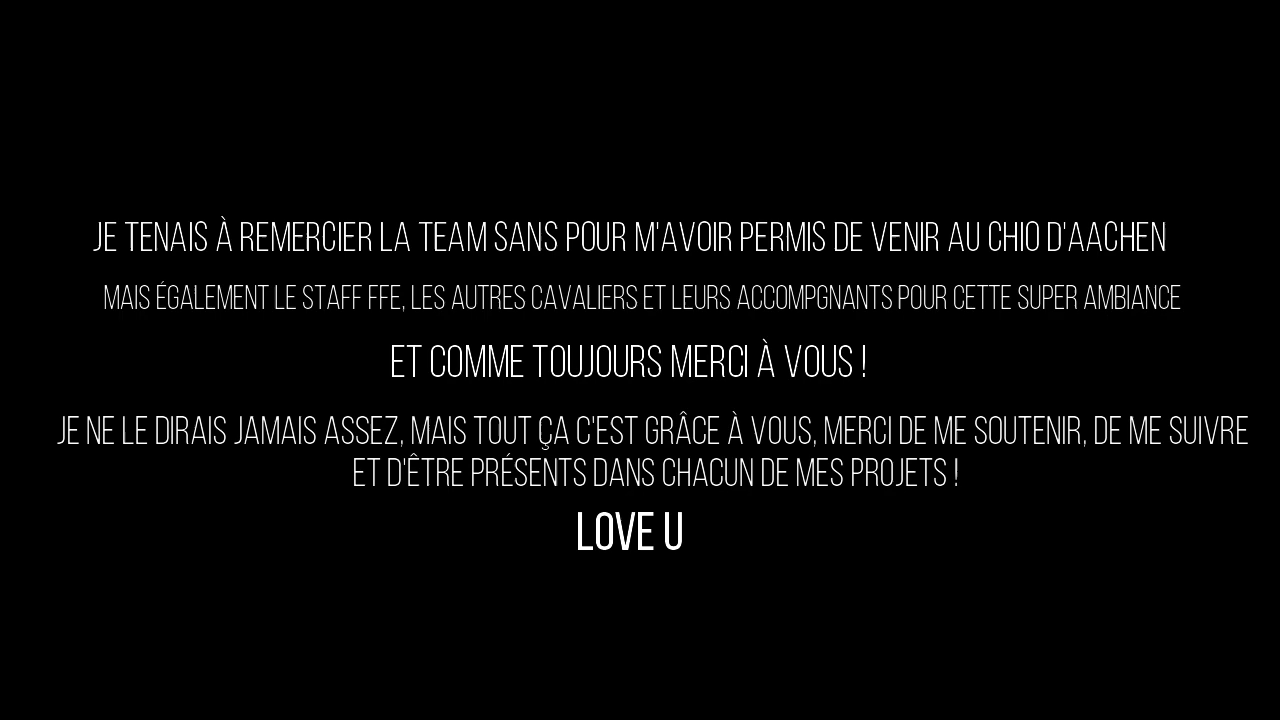 JE TENAIS À REMERCIER LA TEAM SANS POUR M'AVOIR PERMIS DE VENIR AU CHIO D'AACHEN
MAIS ÉGALEMENT LE STAFF FFE, LES AUTRES CAVALIERS ET LEURS ACCOMPGNANTS POUR CETTE SUPER AMBIANCE
ET COMME TOUJOURS MERCI À VOUS !
JE NE LE DIRAIS JAMAIS ASSEZ, MAIS TOUT ÇA C'EST GRÂCE À VOUS, MERCI DE ME SOUTENIR, DE ME SUIVRE
ET D'ÊTRE PRÉSENTS DANS CHACUN DE MES PROJETS !
LOVE U